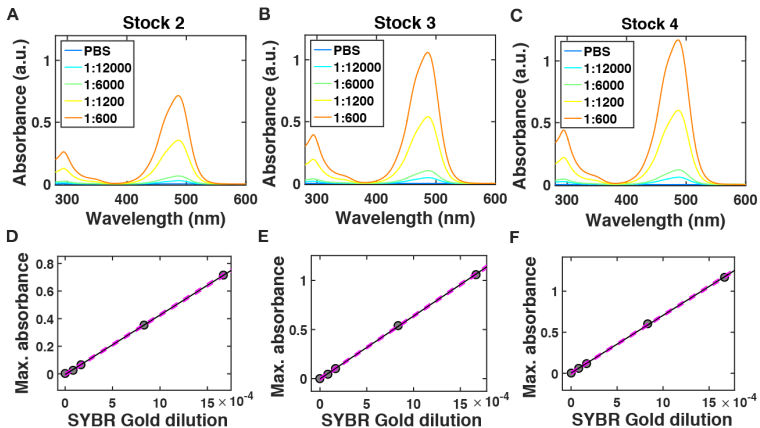 A
Stock 2
Absorbance (a.u.)
1
0.5
0
PBS
1:12000
1:6000
1:1200
1:600
300
400
500
600
Wavelength (nm)
B
Stock 3
Absorbance (a.u.)
1
0.5
0
PBS
1:12000
1:6000
1:1200
1:600
300
400
500
600
Wavelength (nm)
C
Stock 4
Absorbance (a.u.)
1
0.5
0
PBS
1:12000
1:6000
1:1200
1:600
300
400
500
600
Wavelength (nm)
D
Max. absorbance
0.8
0.6
0.4
0.2
0
0
5
10
15 ×10⁻⁴
SYBR Gold dilution
E
Max. absorbance
1
0.5
0
0
5
10
15 ×10⁻⁴
SYBR Gold dilution
F
Max. absorbance
1
0.5
0
0
5
10
15 ×10⁻⁴
SYBR Gold dilution